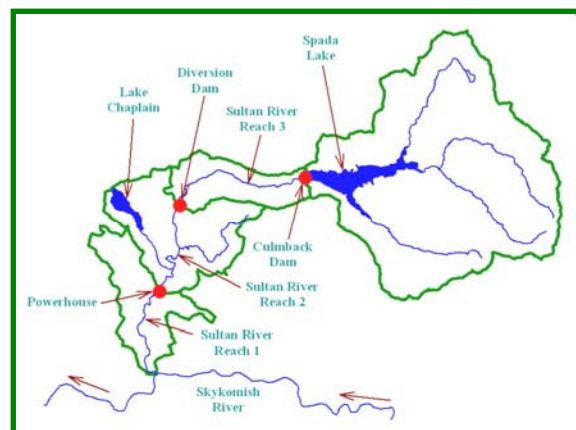 Spada
Lake
Diversion
Dam
Lake
Chaplain
Sultan River
Reach 3
Culmback
Dam
Sultan River
Reach 2
Powerhouse
Sultan River
Reach 1
Skykomish
River